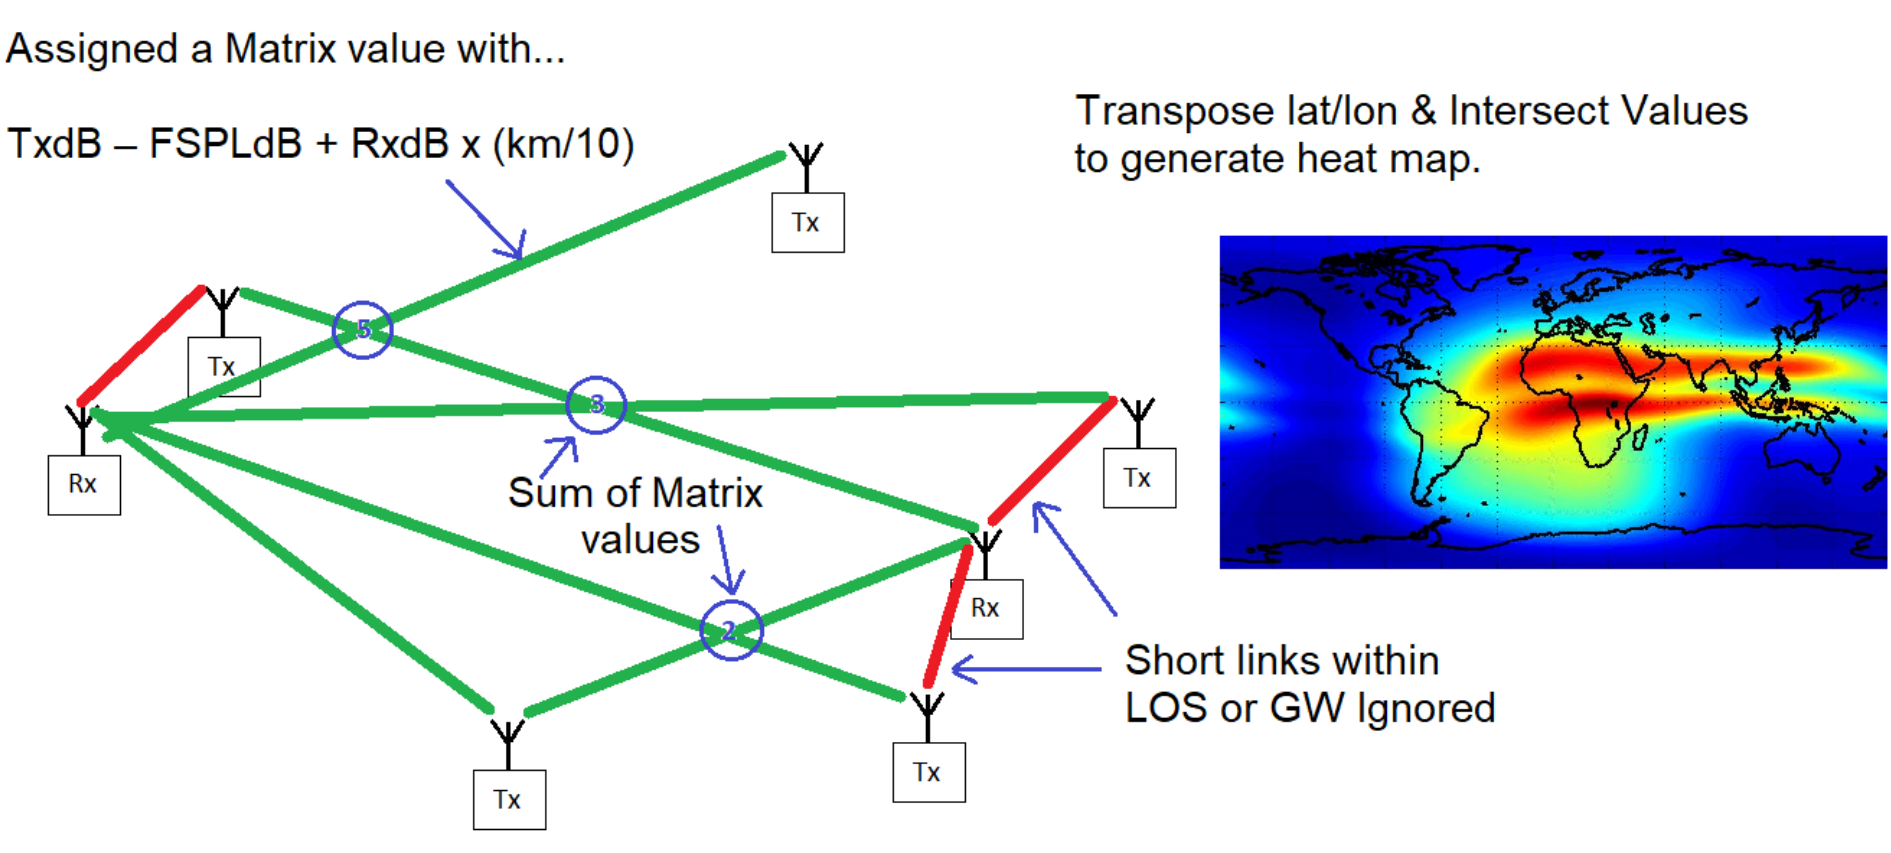 Assigned a Matrix value with...
TxdB – FSPLdB + RxdB x (km/10)
Transpose lat/lon & Intersect Values
to generate heat map.
Tx
Tx
5
3
Rx
Tx
Sum of Matrix
values
2
Rx
Short links within
LOS or GW Ignored
Tx
Tx